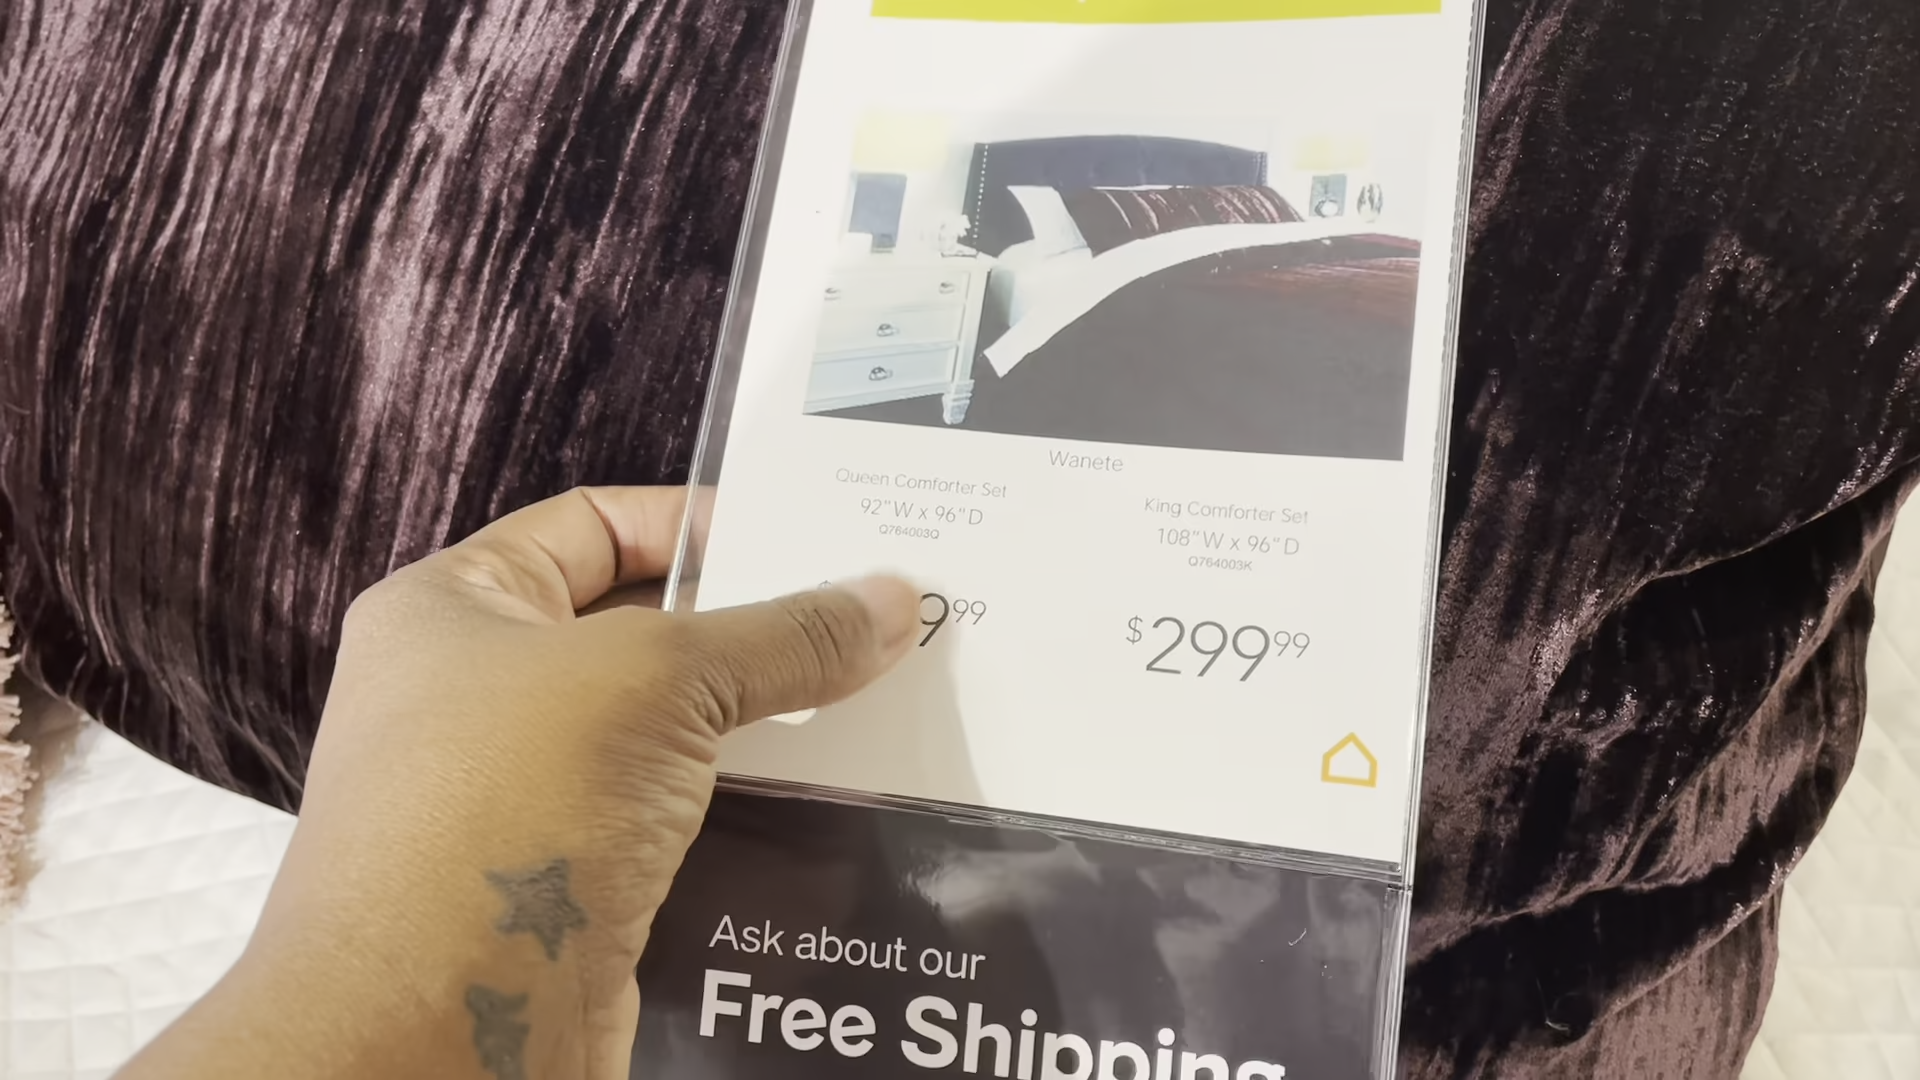 Wanete
Queen Comforter Set
92"W x 96"D
Q764003Q
9 99
King Comforter Set
108"W x 96"D
Q764003K
$299 99
Ask about our
Free Shipping